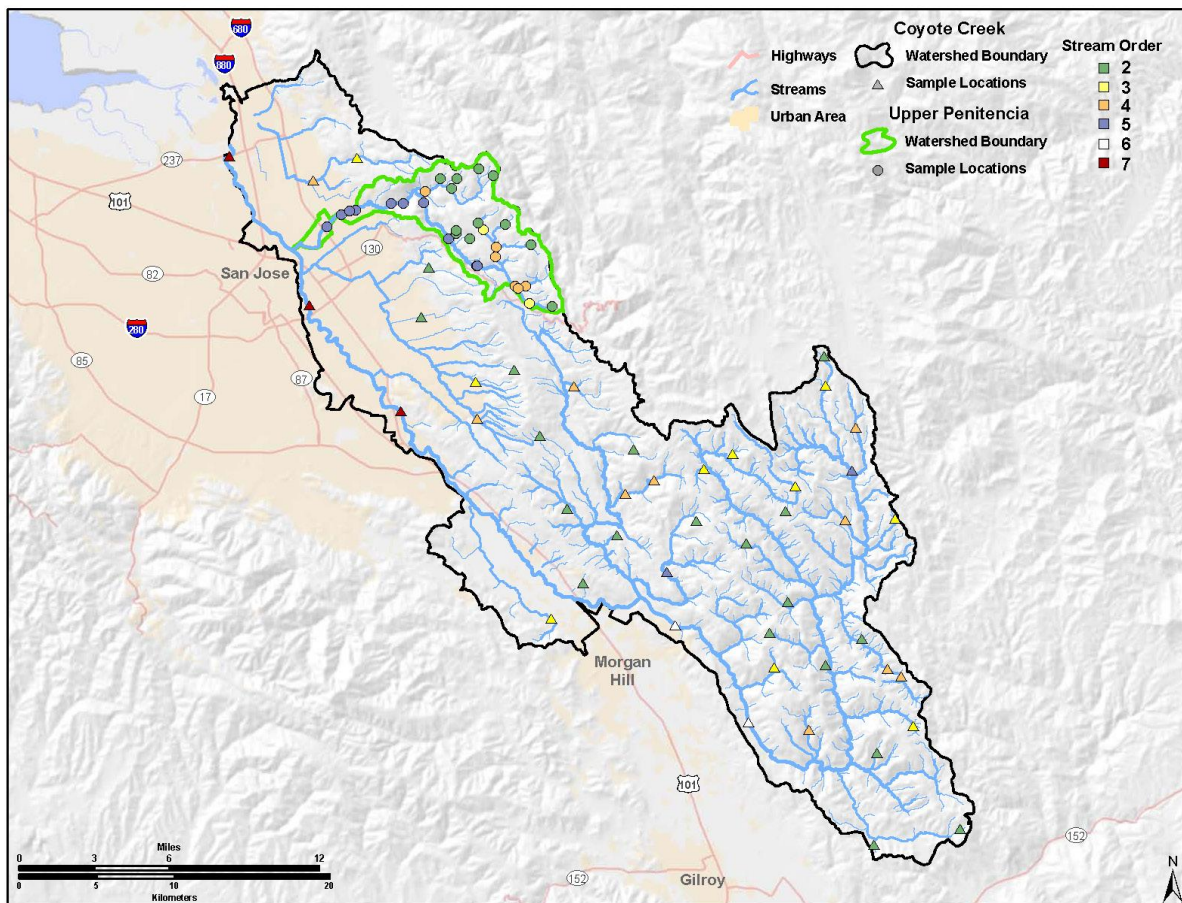 680
880
237
101
130
San Jose
82
280
85
17
87
Morgan
Hill
101
152
152
Gilroy
Coyote Creek
Highways
Watershed Boundary
Streams
Sample Locations
Urban Area
Upper Penitencia
Watershed Boundary
Sample Locations
Stream Order
2
3
4
5
6
7
Miles
0 3 6 12
0 5 10 20
Kilometers
N